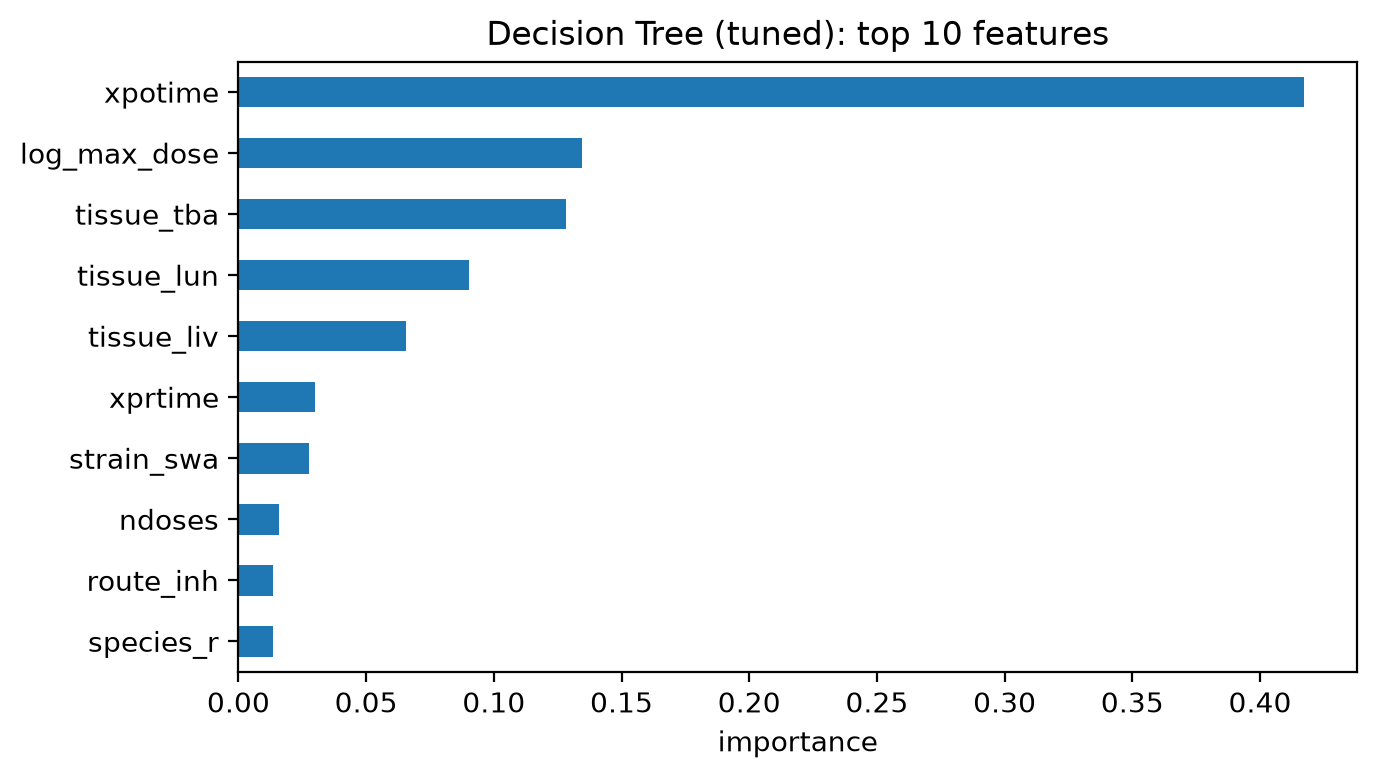 Decision Tree (tuned): top 10 features
xpotime
log_max_dose
tissue_tba
tissue_lun
tissue_liv
xprtime
strain_swa
ndoses
route_inh
species_r
0.00 0.05 0.10 0.15 0.20 0.25 0.30 0.35 0.40
importance